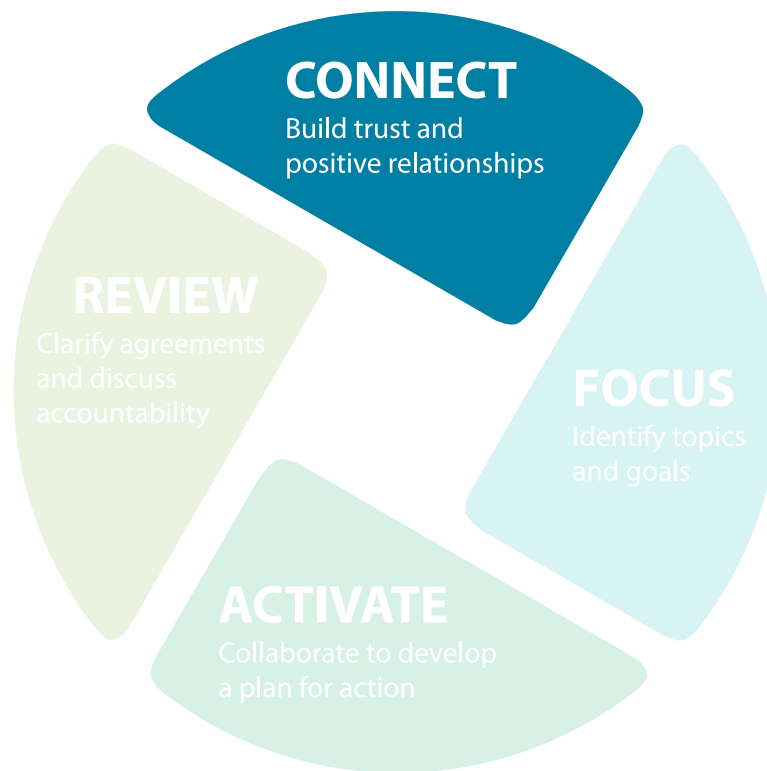 CONNECT
Build trust and
positive relationships
FOCUS
Identify topics
and goals
ACTIVATE
Collaborate to develop
a plan for action
REVIEW
Clarify agreements
and discuss
accountability